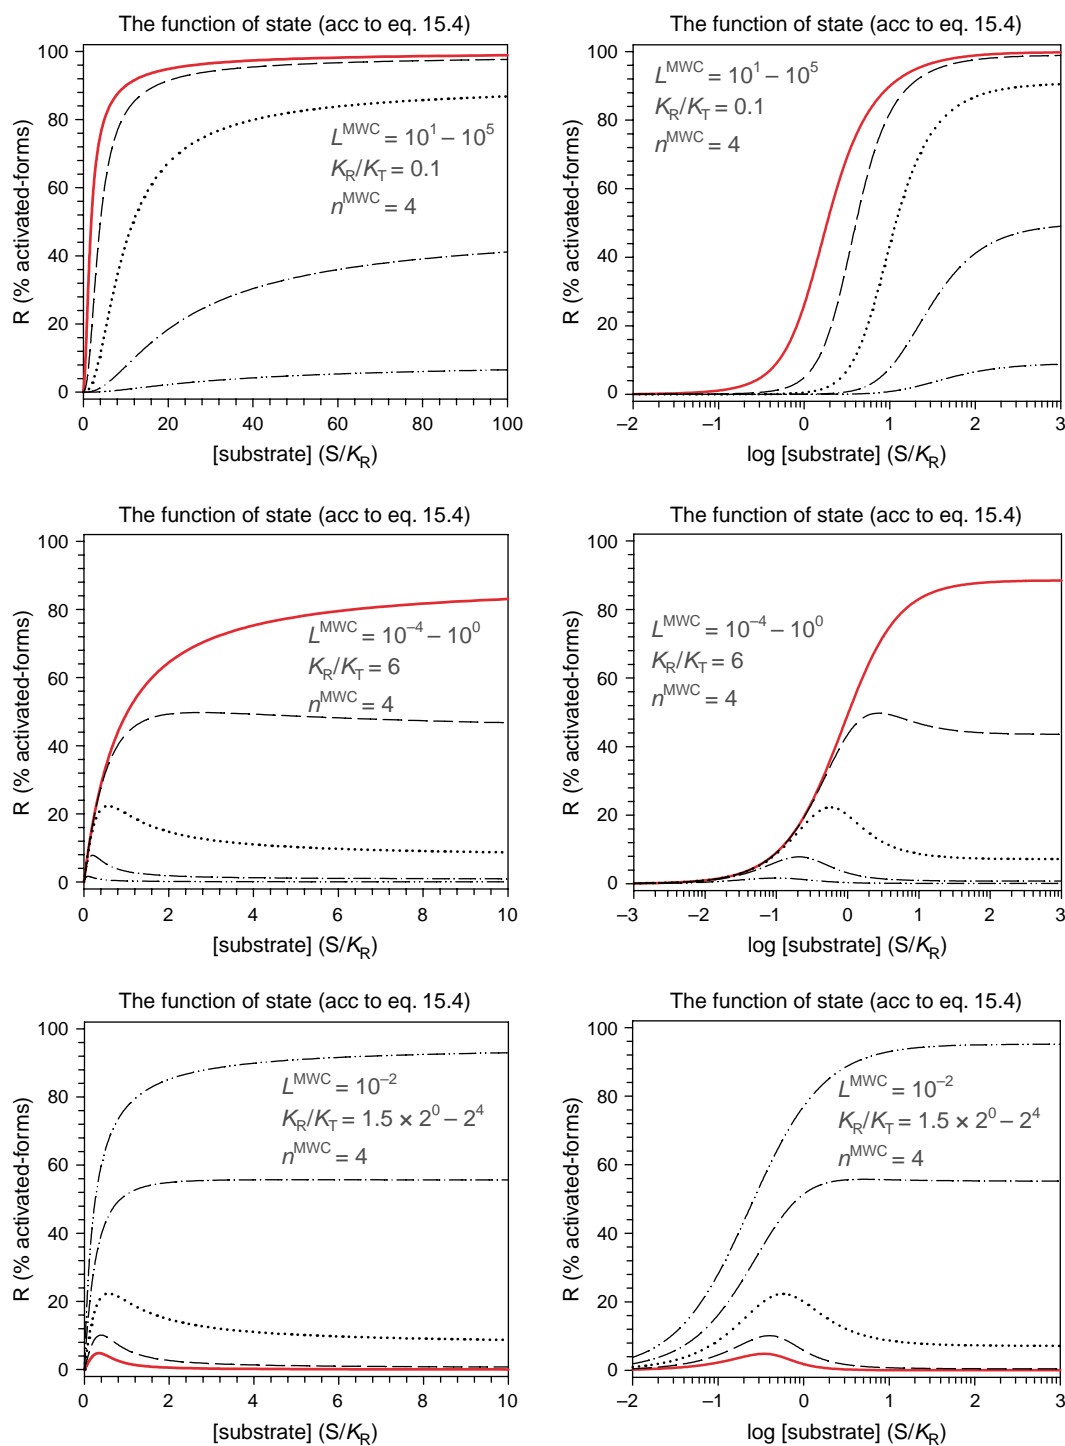 The function of state (acc to eq. 15.4)
R (% activated-forms)
100
80
60
40
20
0
L^MWC = 10^1 – 10^5
K_R/K_T = 0.1
n^MWC = 4
0 20 40 60 80 100
[substrate] (S/K_R)
The function of state (acc to eq. 15.4)
R (% activated-forms)
100
80
60
40
20
0
L^MWC = 10^1 – 10^5
K_R/K_T = 0.1
n^MWC = 4
–2 –1 0 1 2 3
log [substrate] (S/K_R)
The function of state (acc to eq. 15.4)
R (% activated-forms)
100
80
60
40
20
0
L^MWC = 10^–4 – 10^0
K_R/K_T = 6
n^MWC = 4
0 2 4 6 8 10
[substrate] (S/K_R)
The function of state (acc to eq. 15.4)
R (% activated-forms)
100
80
60
40
20
0
L^MWC = 10^–4 – 10^0
K_R/K_T = 6
n^MWC = 4
–3 –2 –1 0 1 2 3
log [substrate] (S/K_R)
The function of state (acc to eq. 15.4)
R (% activated-forms)
100
80
60
40
20
0
L^MWC = 10^–2
K_R/K_T = 1.5 × 2^0 – 2^4
n^MWC = 4
0 2 4 6 8 10
[substrate] (S/K_R)
The function of state (acc to eq. 15.4)
R (% activated-forms)
100
80
60
40
20
0
L^MWC = 10^–2
K_R/K_T = 1.5 × 2^0 – 2^4
n^MWC = 4
–2 –1 0 1 2 3
log [substrate] (S/K_R)